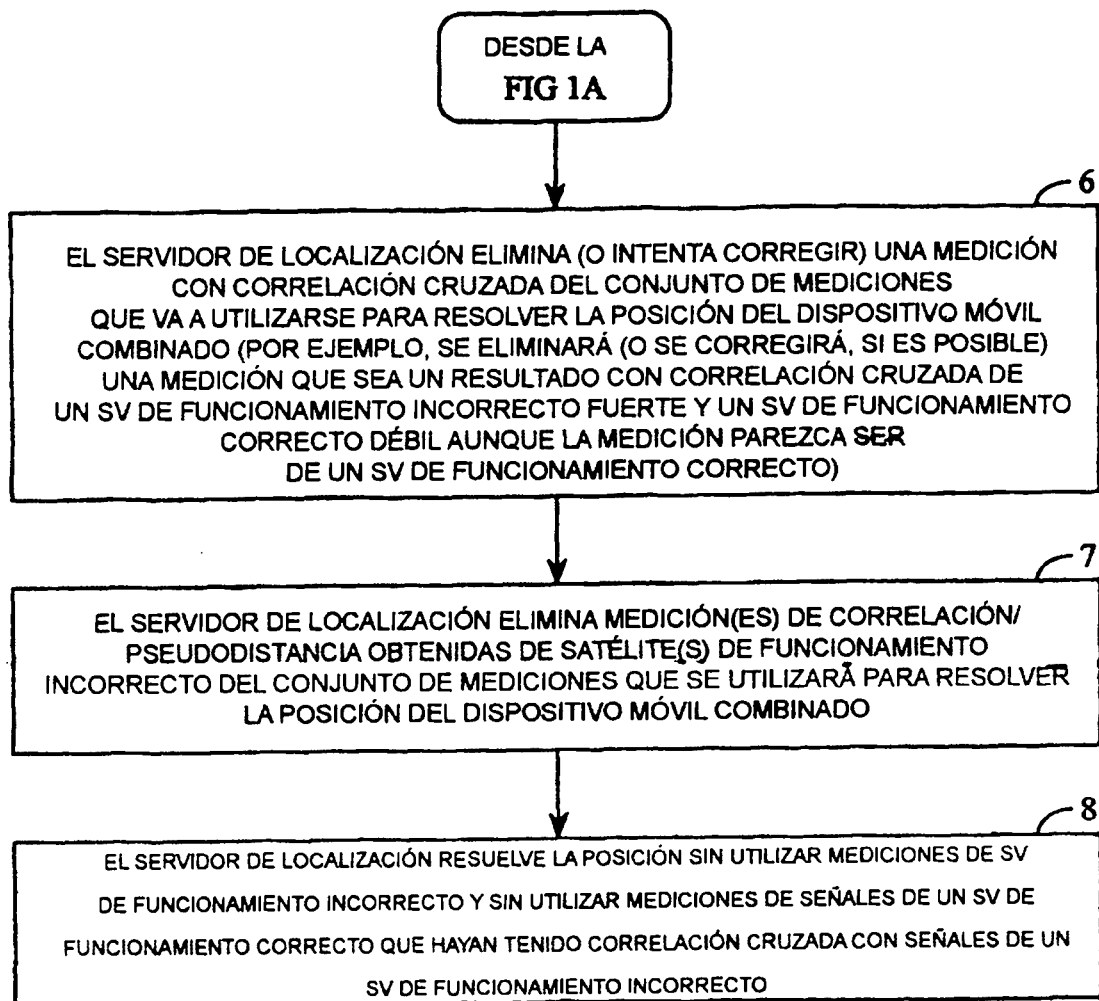 DESDE LA
FIG 1A
6
EL SERVIDOR DE LOCALIZACIÓN ELIMINA (O INTENTA CORREGIR) UNA MEDICIÓN
CON CORRELACIÓN CRUZADA DEL CONJUNTO DE MEDICIONES
QUE VA A UTILIZARSE PARA RESOLVER LA POSICIÓN DEL DISPOSITIVO MÓVIL
COMBINADO (POR EJEMPLO, SE ELIMINARÁ (O SE CORREGIRÁ, SI ES POSIBLE)
UNA MEDICIÓN QUE SEA UN RESULTADO CON CORRELACIÓN CRUZADA DE
UN SV DE FUNCIONAMIENTO INCORRECTO FUERTE Y UN SV DE FUNCIONAMIENTO
CORRECTO DÉBIL AUNQUE LA MEDICIÓN PAREZCA SER
DE UN SV DE FUNCIONAMIENTO CORRECTO)
7
EL SERVIDOR DE LOCALIZACIÓN ELIMINA MEDICIÓN(ES) DE CORRELACIÓN/
PSEUDODISTANCIA OBTENIDAS DE SATÉLITE(S) DE FUNCIONAMIENTO
INCORRECTO DEL CONJUNTO DE MEDICIONES QUE SE UTILIZARÁ PARA RESOLVER
LA POSICIÓN DEL DISPOSITIVO MÓVIL COMBINADO
8
EL SERVIDOR DE LOCALIZACIÓN RESUELVE LA POSICIÓN SIN UTILIZAR MEDICIONES DE SV
DE FUNCIONAMIENTO INCORRECTO Y SIN UTILIZAR MEDICIONES DE SEÑALES DE UN SV DE
FUNCIONAMIENTO CORRECTO QUE HAYAN TENIDO CORRELACIÓN CRUZADA CON SEÑALES DE UN
SV DE FUNCIONAMIENTO INCORRECTO